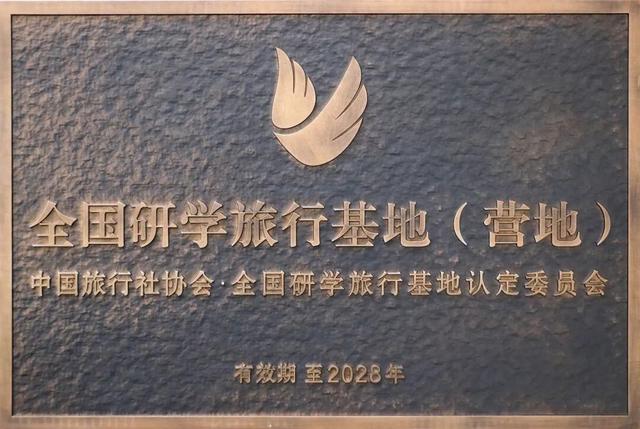 全国研学旅行基地（营地）
中国旅行社协会·全国研学旅行基地认定委员会
有效期 至2028年